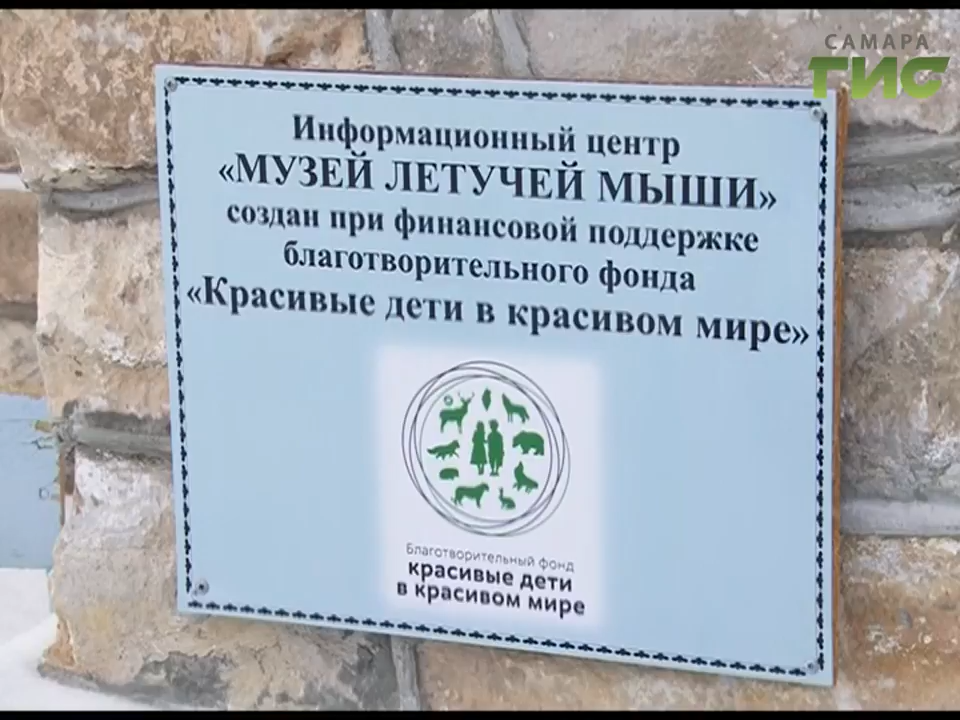 САМАРА
ГИС
Информационный центр
«МУЗЕЙ ЛЕТУЧЕЙ МЫШИ»
создан при финансовой поддержке
благотворительного фонда
«Красивые дети в красивом мире»
Благотворительный фонд
красивые дети
в красивом мире